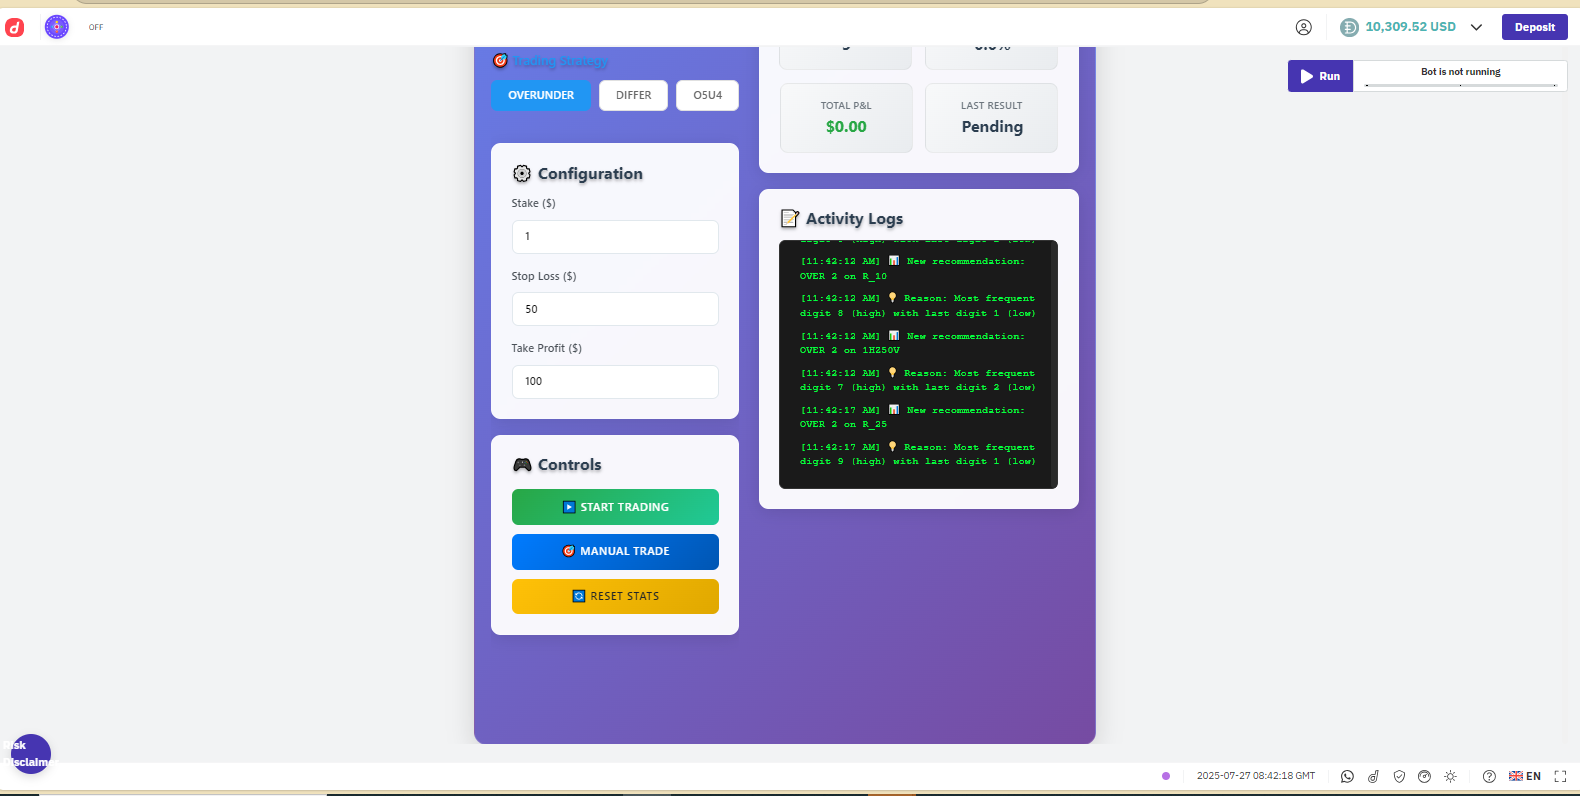 OFF
10,309.52 USD
Deposit
Run
Bot is not running
Trading Strategy
OVERUNDER
DIFFER
O5U4
Configuration
Stake ($)
1
Stop Loss ($)
50
Take Profit ($)
100
Controls
START TRADING
MANUAL TRADE
RESET STATS
TOTAL P&L
$0.00
LAST RESULT
Pending
Activity Logs
[11:42:12 AM] 📊 New recommendation:
OVER 2 on R_10
[11:42:12 AM] 💡 Reason: Most frequent
digit 8 (high) with last digit 1 (low)
[11:42:12 AM] 📊 New recommendation:
OVER 2 on 1HZ50V
[11:42:12 AM] 💡 Reason: Most frequent
digit 7 (high) with last digit 2 (low)
[11:42:17 AM] 📊 New recommendation:
OVER 2 on R_25
[11:42:17 AM] 💡 Reason: Most frequent
digit 9 (high) with last digit 1 (low)
Risk
Disclaimer
2025-07-27 08:42:18 GMT
EN